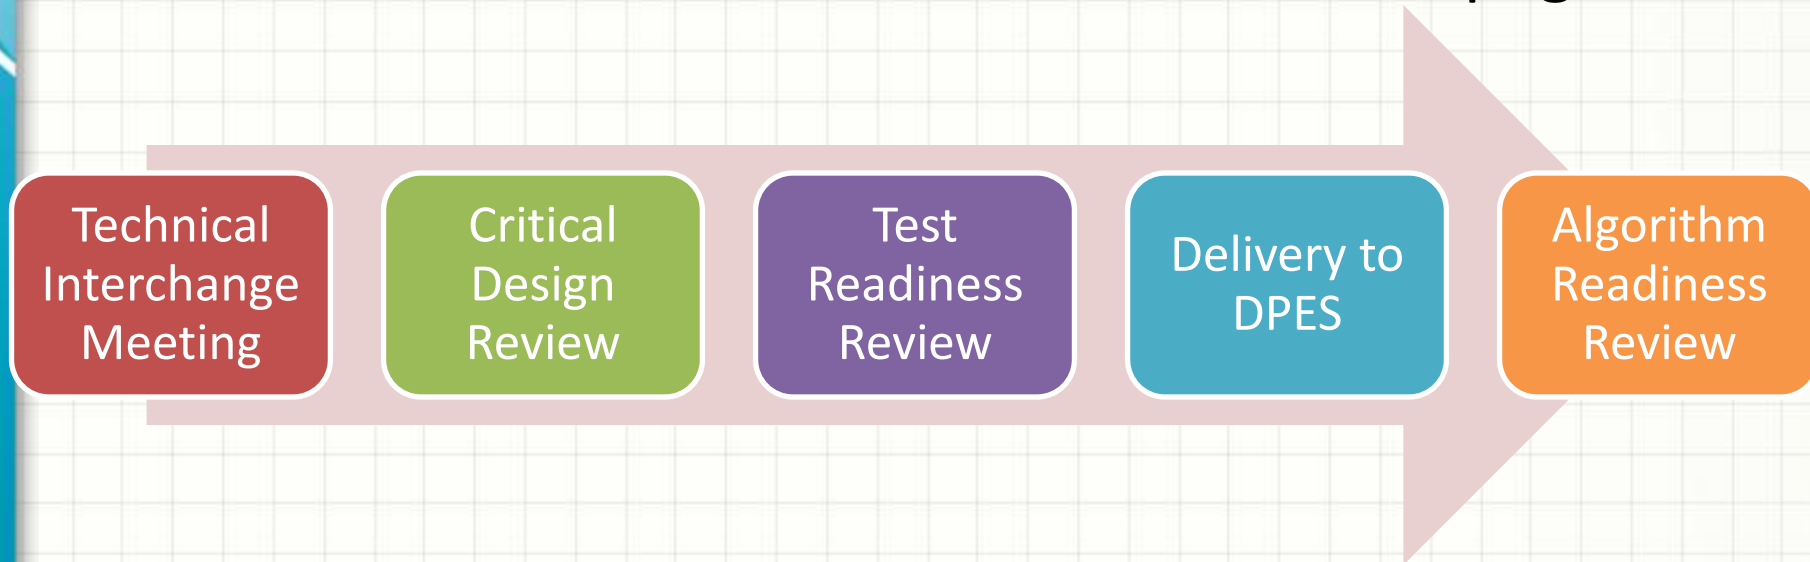 Technical
Interchange
Meeting
Critical
Design
Review
Test
Readiness
Review
Delivery to
DPES
Algorithm
Readiness
Review